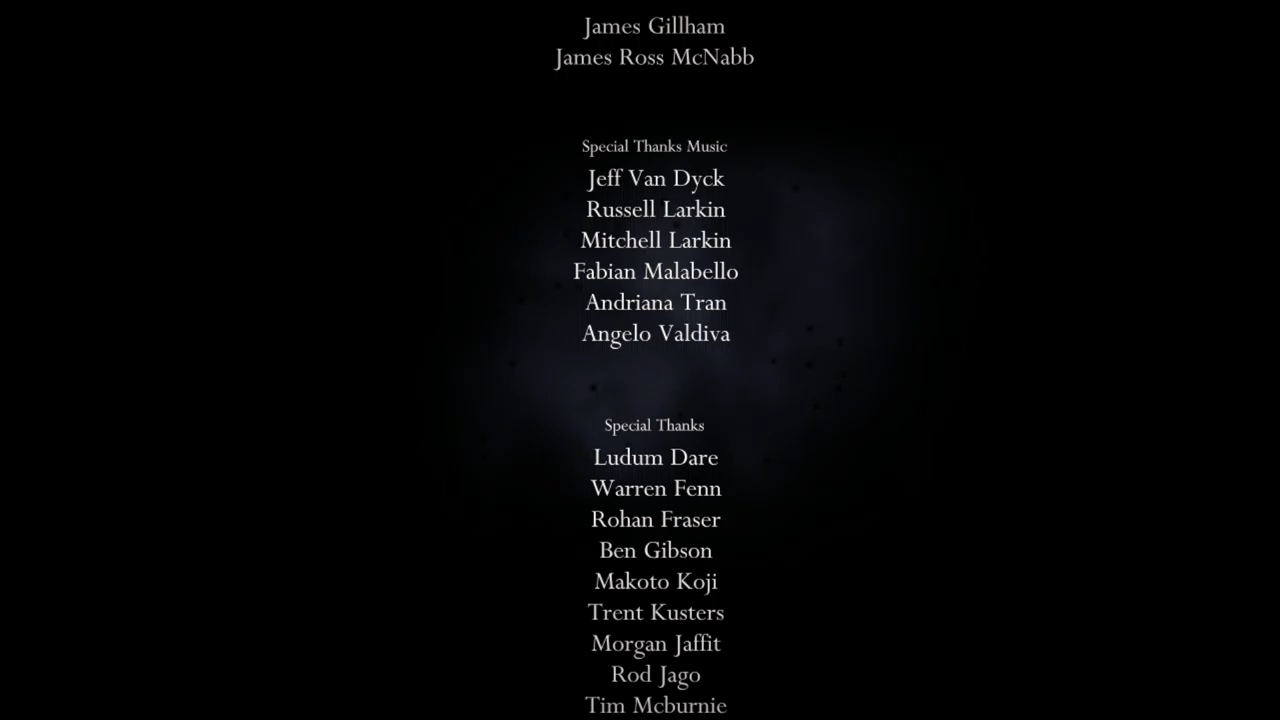 James Gillham
James Ross McNabb
Special Thanks Music
Jeff Van Dyck
Russell Larkin
Mitchell Larkin
Fabian Malabello
Andriana Tran
Angelo Valdiva
Special Thanks
Ludum Dare
Warren Fenn
Rohan Fraser
Ben Gibson
Makoto Koji
Trent Kusters
Morgan Jaffit
Rod Jago
Tim Mcburnie